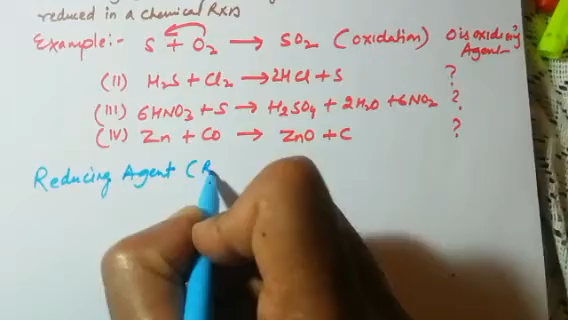 reduced in a chemical RXN
Example:- S + O₂ → SO₂ (oxidation) O is oxidising Agent
(II) H₂S + Cl₂ → 2HCl + S ?
(III) 6HNO₃ + S → H₂SO₄ + 2H₂O + 6NO₂ ?
(IV) Zn + CO → ZnO + C ?
Reducing Agent (R